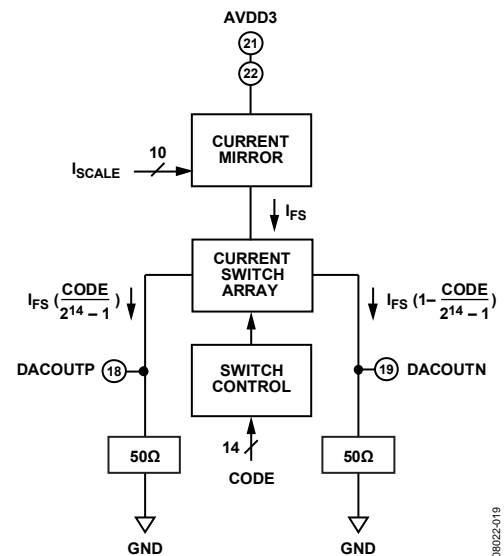 AVDD3
21
22
CURRENT
MIRROR
10
ISCALE
IFS
CURRENT
SWITCH
ARRAY
IFS (CODE / 2^14 – 1)
IFS (1– CODE / 2^14 – 1)
DACOUTP 18
SWITCH
CONTROL
19 DACOUTN
50Ω
14
CODE
50Ω
GND
GND
08022-019